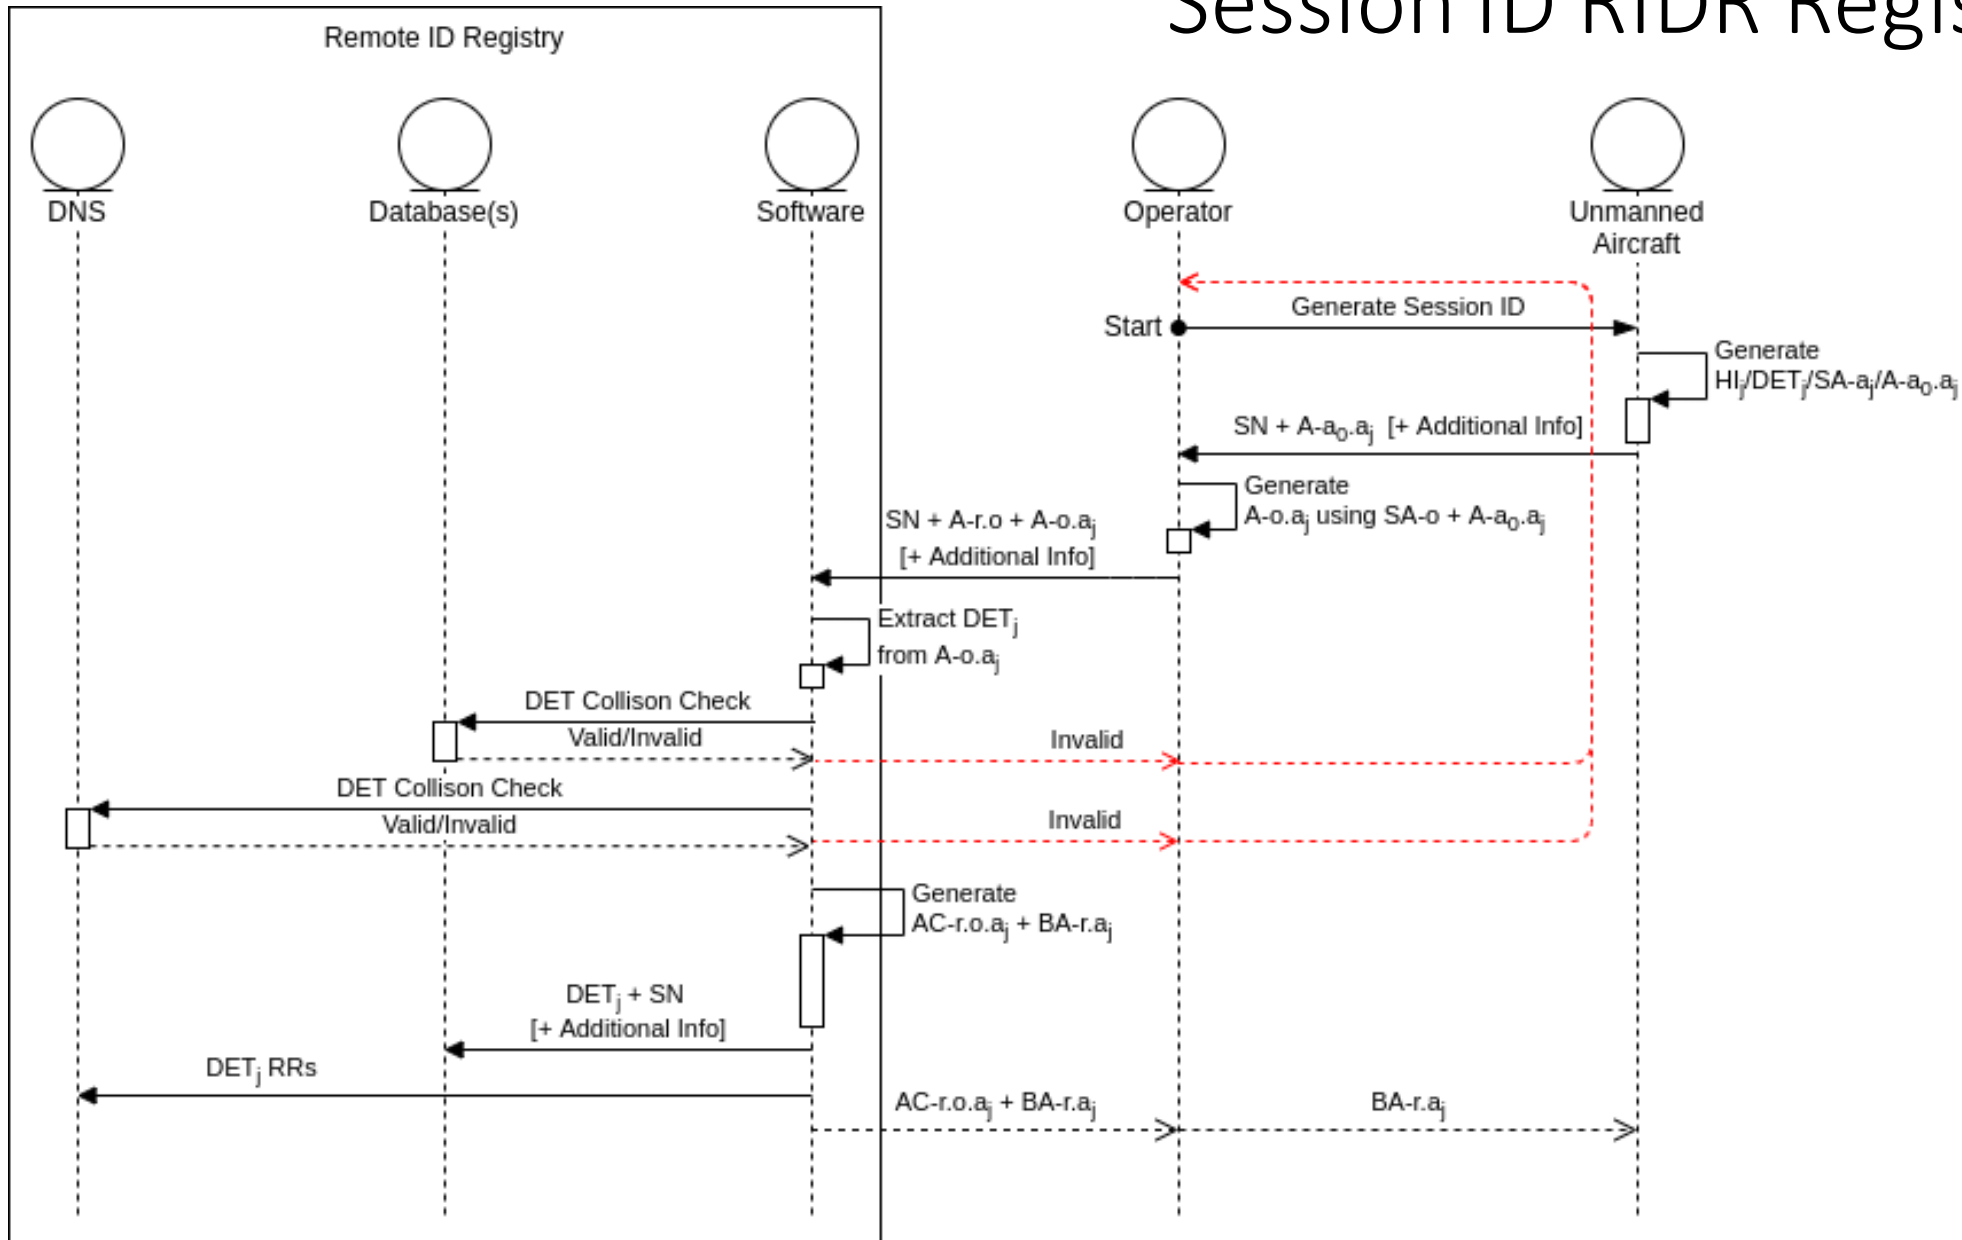 Session ID RIDR Regis
Remote ID Registry
DNS
Database(s)
Software
Operator
Unmanned
Aircraft
Generate Session ID
Start
Generate
HIj/DETj/SA-aj/A-a0.aj
SN + A-a0.aj [+ Additional Info]
Generate
A-o.aj using SA-o + A-a0.aj
SN + A-r.o + A-o.aj
[+ Additional Info]
Extract DETj
from A-o.aj
DET Collison Check
Valid/Invalid
Invalid
DET Collison Check
Valid/Invalid
Invalid
Generate
AC-r.o.aj + BA-r.aj
DETj + SN
[+ Additional Info]
DETj RRs
AC-r.o.aj + BA-r.aj
BA-r.aj